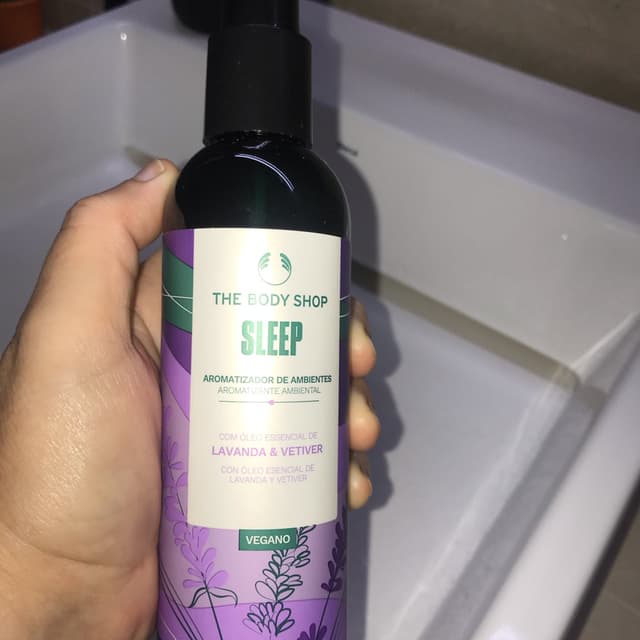 THE BODY SHOP
SLEEP
AROMATIZADOR DE AMBIENTES
AROMATIZANTE AMBIENTAL
COM ÓLEO ESSENCIAL DE
LAVANDA & VETIVER
CON ÓLEO ESENCIAL DE
LAVANDA Y VETIVER
VEGANO